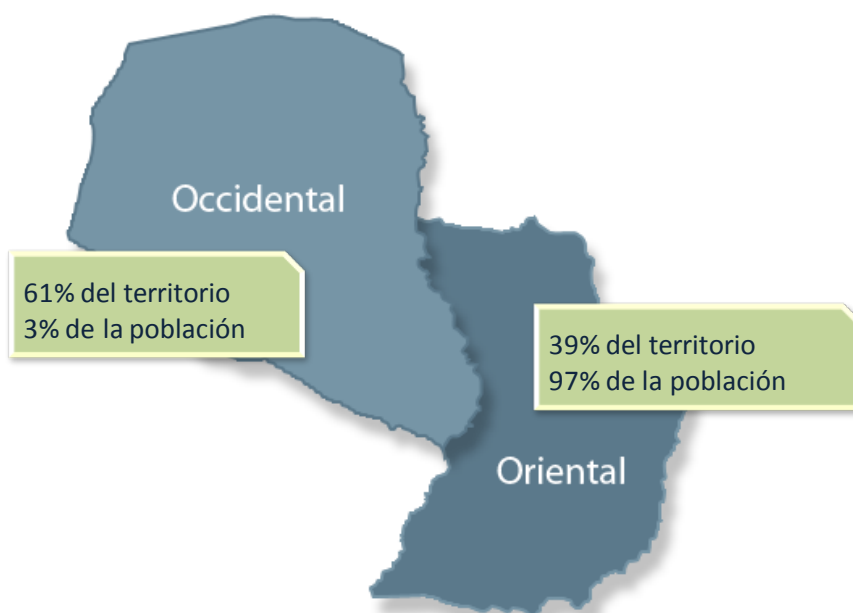 Occidental
61% del territorio
3% de la población
39% del territorio
97% de la población
Oriental